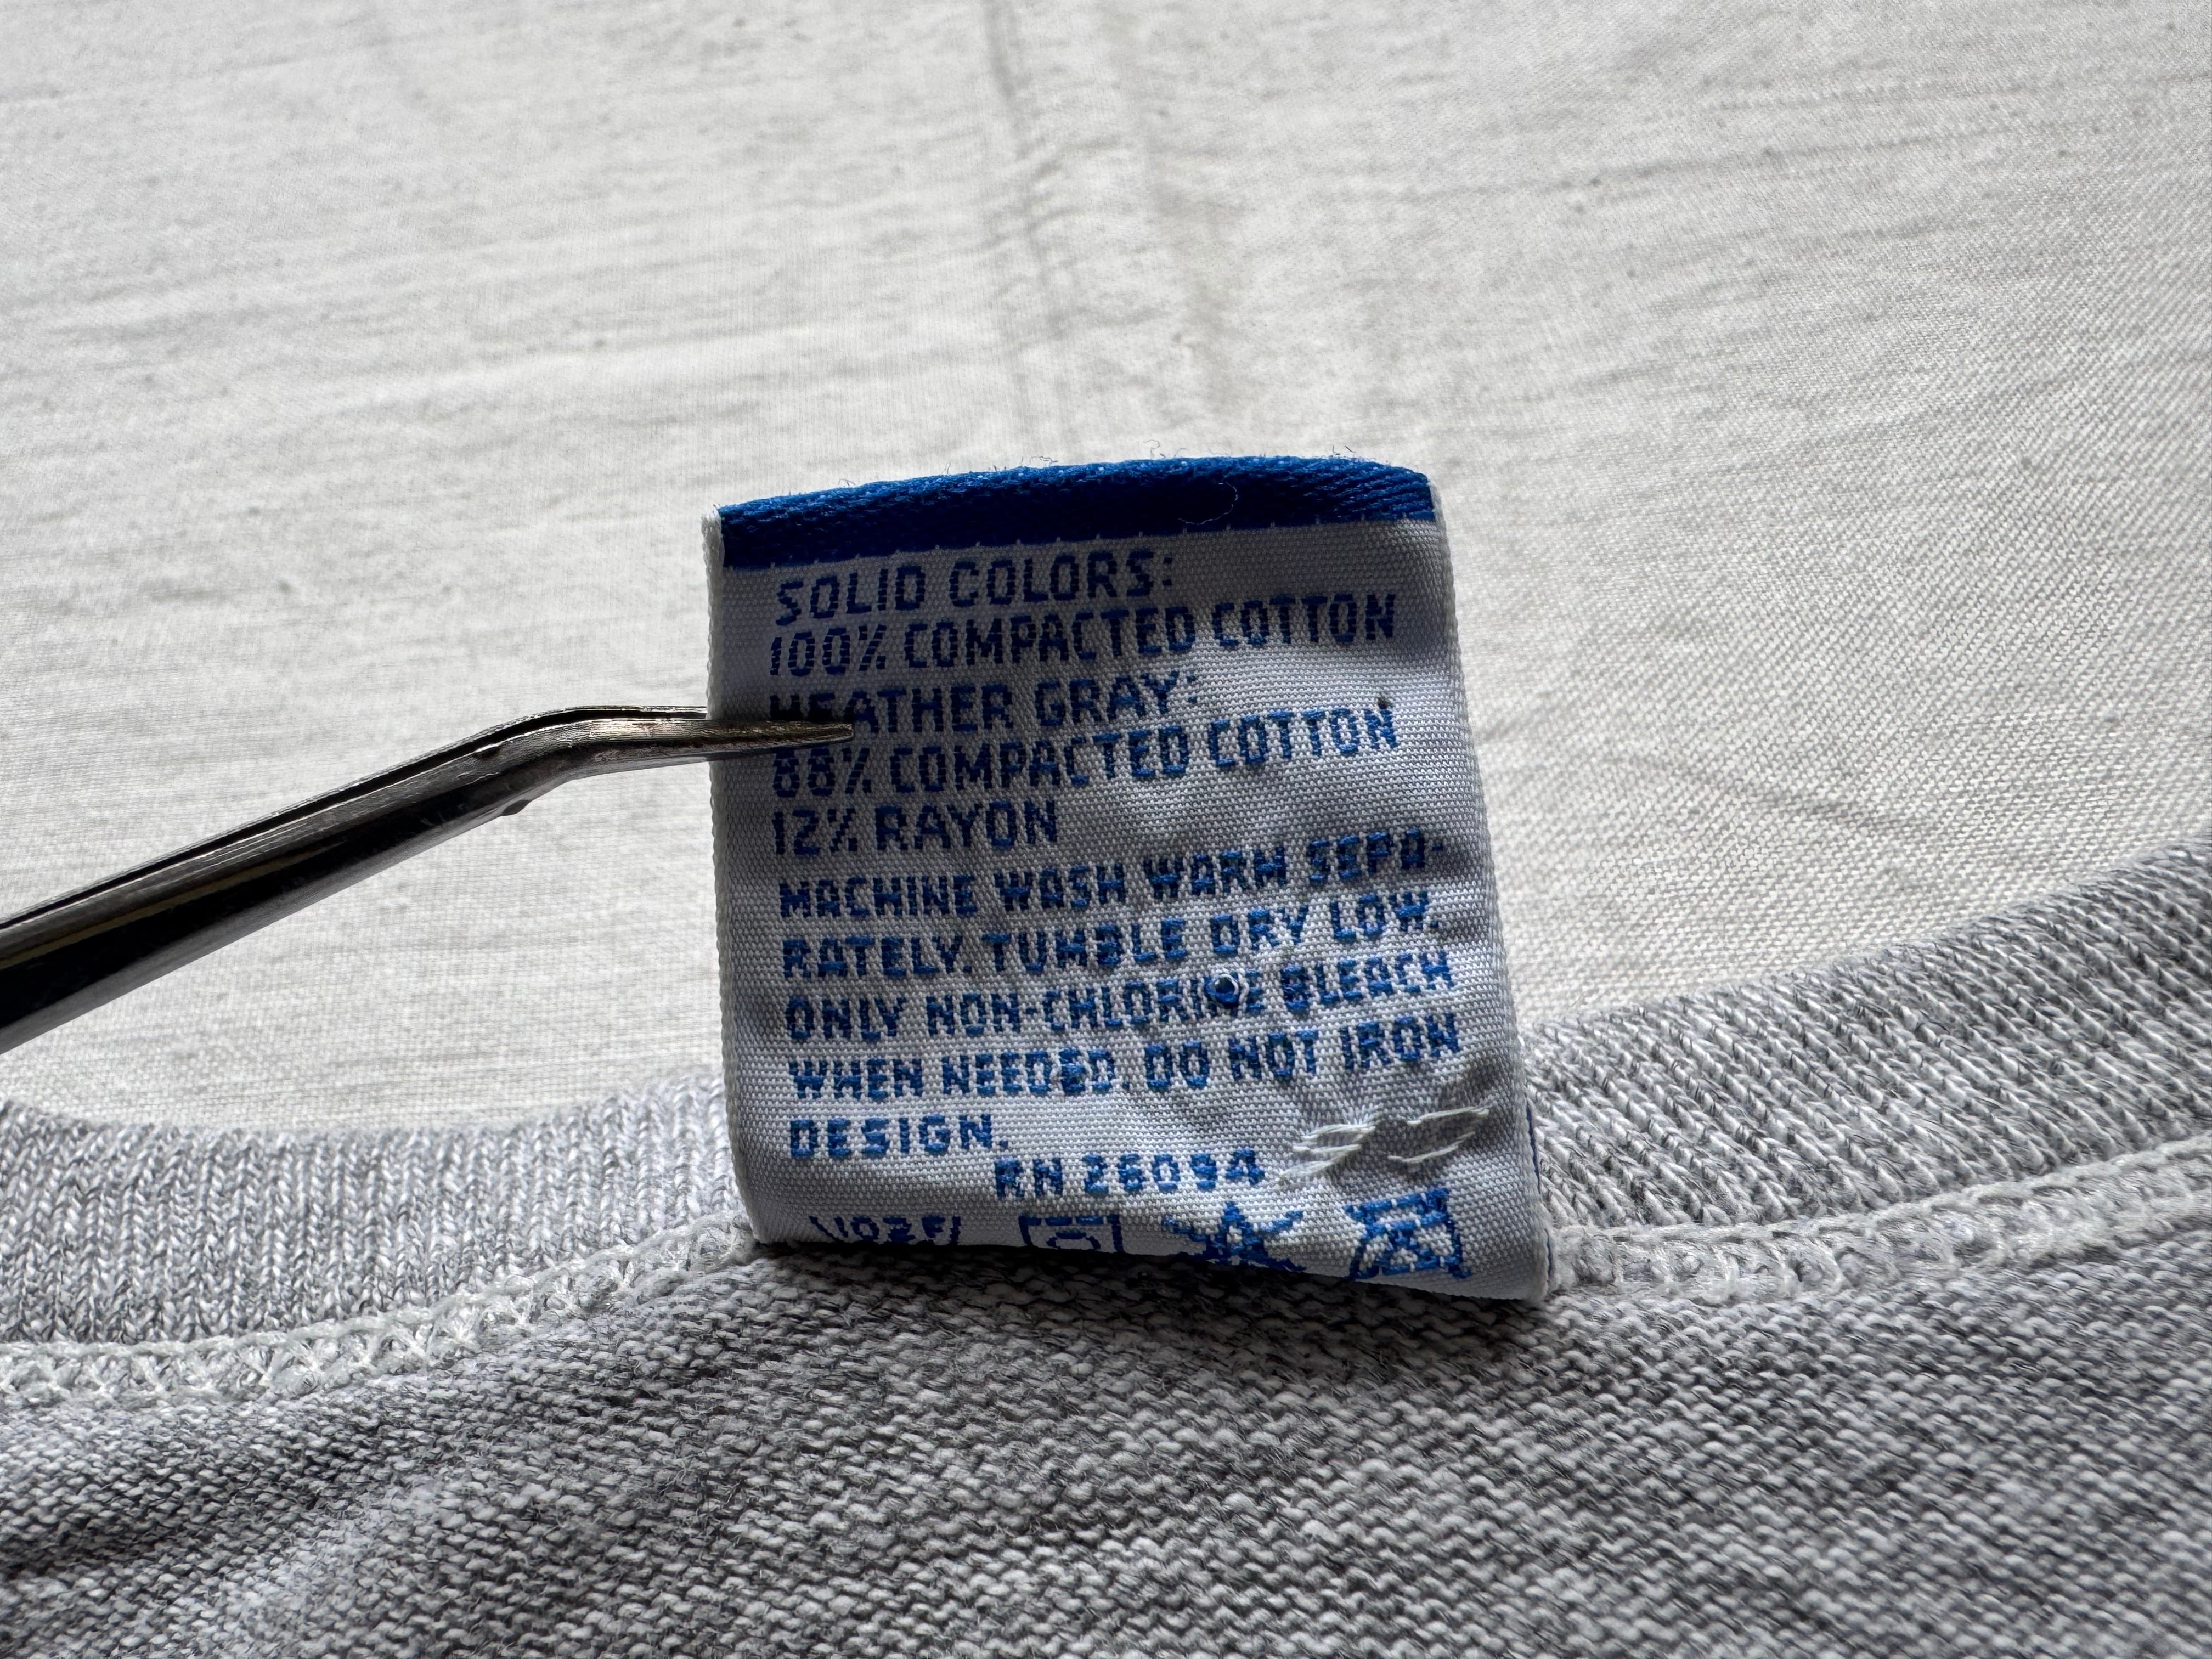 SOLID COLORS:
100% COMPACTED COTTON
HEATHER GRAY:
88% COMPACTED COTTON
12% RAYON
MACHINE WASH WARM SEPA-
RATELY. TUMBLE DRY LOW.
ONLY NON-CHLORINE BLEACH
WHEN NEEDED. DO NOT IRON
DESIGN.
RN 26094